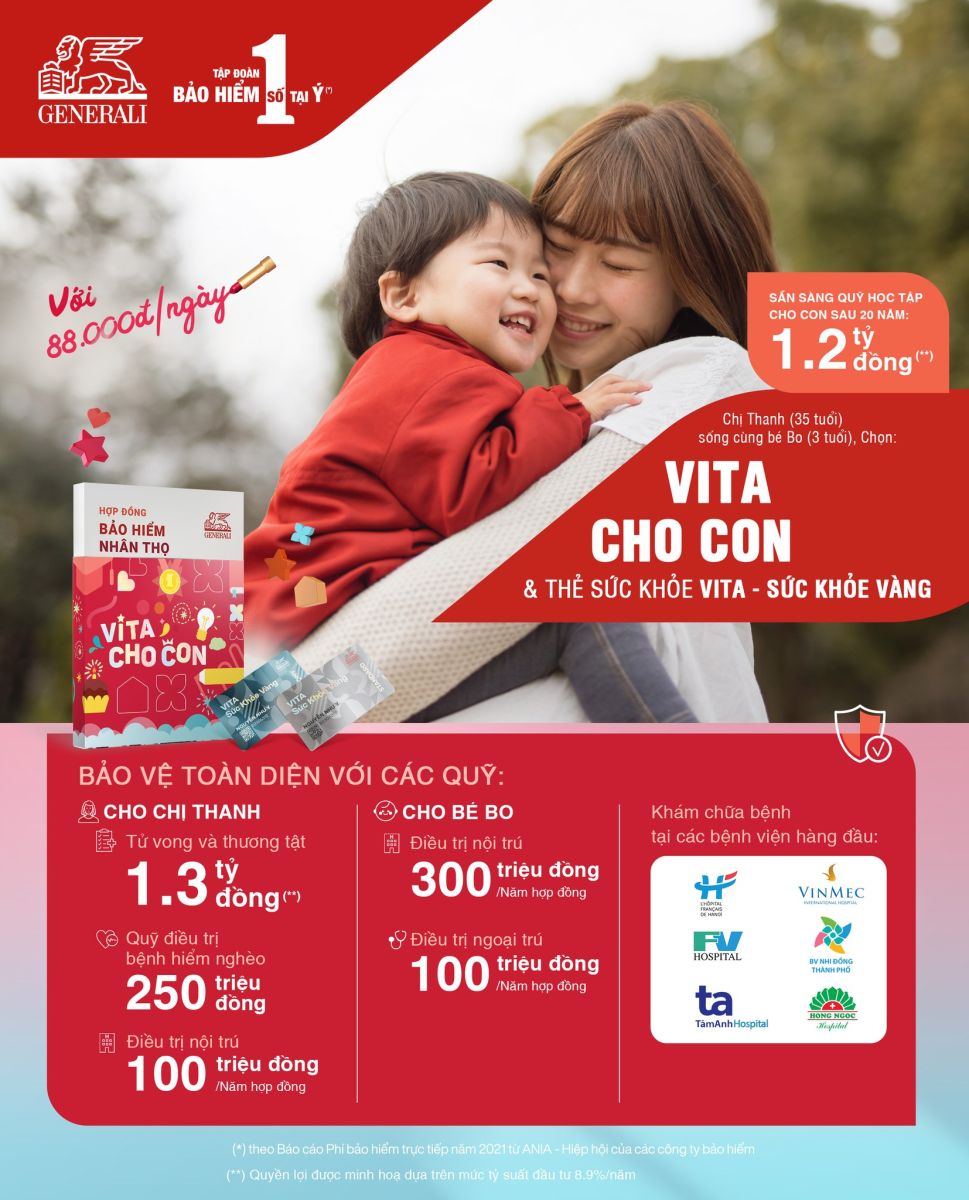 GENERALI
TẬP ĐOÀN
BẢO HIỂM SỐ 1 TẠI Ý(*)
Với
88.000đ/ngày
SẴN SÀNG QUỸ HỌC TẬP
CHO CON SAU 20 NĂM:
1.2 tỷ đồng(**)
Chị Thanh (35 tuổi)
sống cùng bé Bo (3 tuổi), Chọn:
VITA
CHO CON
& THẺ SỨC KHỎE VITA - SỨC KHỎE VÀNG
HỢP ĐỒNG
BẢO HIỂM
NHÂN THỌ
GENERALI
VITA
CHO CON
VITA
Sức Khỏe Vàng
VITA
Sức Khỏe Vàng
BẢO VỆ TOÀN DIỆN VỚI CÁC QUỸ:
CHO CHỊ THANH
Tử vong và thương tật
1.3 tỷ đồng(**)
Quỹ điều trị
bệnh hiểm nghèo
250 triệu đồng
Điều trị nội trú
100 triệu đồng
/Năm hợp đồng
CHO BÉ BO
Điều trị nội trú
300 triệu đồng
/Năm hợp đồng
Điều trị ngoại trú
100 triệu đồng
/Năm hợp đồng
Khám chữa bệnh
tại các bệnh viện hàng đầu:
H
L'HÔPITAL
FRANÇAIS
DE HANOÏ
VINMEC
INTERNATIONAL HOSPITAL
FV
HOSPITAL
BV NHI ĐỒNG
THÀNH PHỐ
ta
TâmAnh Hospital
HONG NGOC
Hospital
(*) theo Báo cáo Phí bảo hiểm trực tiếp năm 2021 từ ANIA - Hiệp hội của các công ty bảo hiểm
(**) Quyền lợi được minh hoạ dựa trên mức tỷ suất đầu tư 8.9%/năm